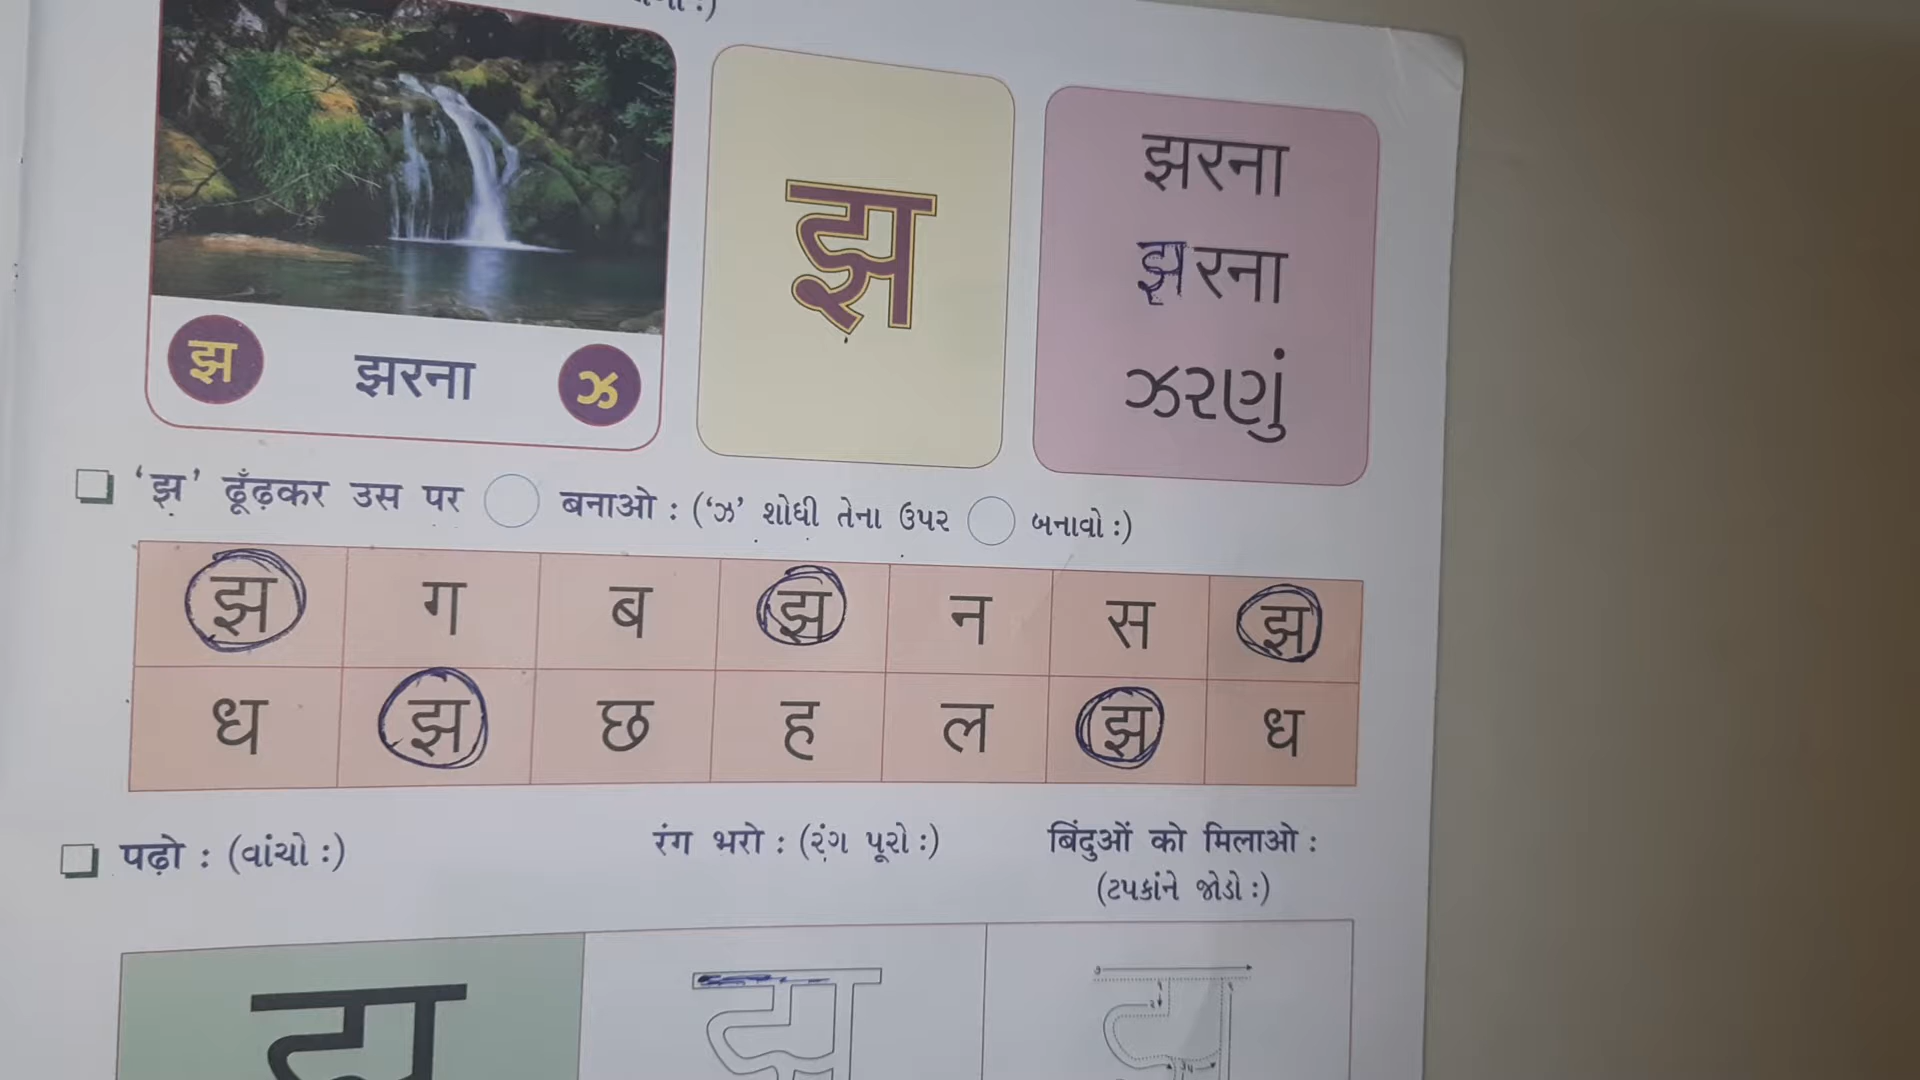 झ झरना ઝ
झ
झरना
झरना
ઝરણું
‘झ’ ढूँढ़कर उस पर बनाओ : (‘ઝ’ શોધી તેના ઉપર બનાવો :)
झ ग ब झ न स झ
ध झ छ ह ल झ ध
पढ़ो : (વાંચો :)
रंग भरो : (રંગ પૂરો :)
बिंदुओं को मिलाओ :
(ટપકાંને જોડો :)